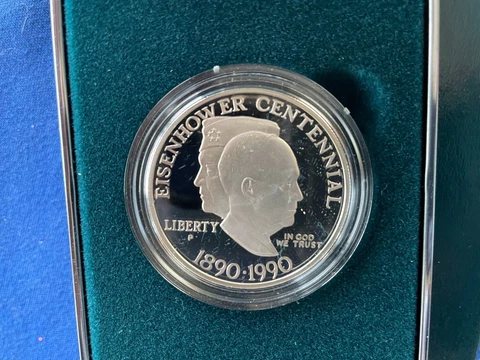 EISENHOWER CENTENNIAL
LIBERTY
P
IN GOD
WE TRUST
1890·1990